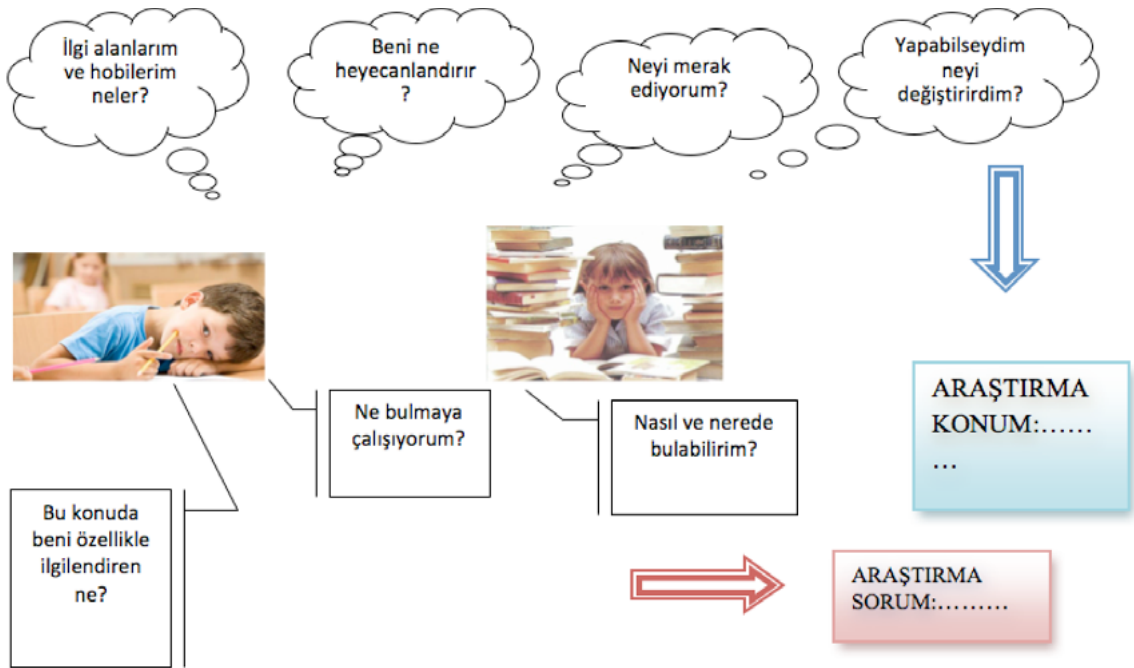 İlgi alanlarım
ve hobilerim
neler?
Beni ne
heyecanlandırır
?
Neyi merak
ediyorum?
Yapabilseydim
neyi
değiştirirdim?
Ne bulmaya
çalışıyorum?
Nasıl ve nerede
bulabilirim?
ARAŞTIRMA
KONUM:……
…
Bu konuda
beni özellikle
ilgilendiren
ne?
ARAŞTIRMA
SORUM:………